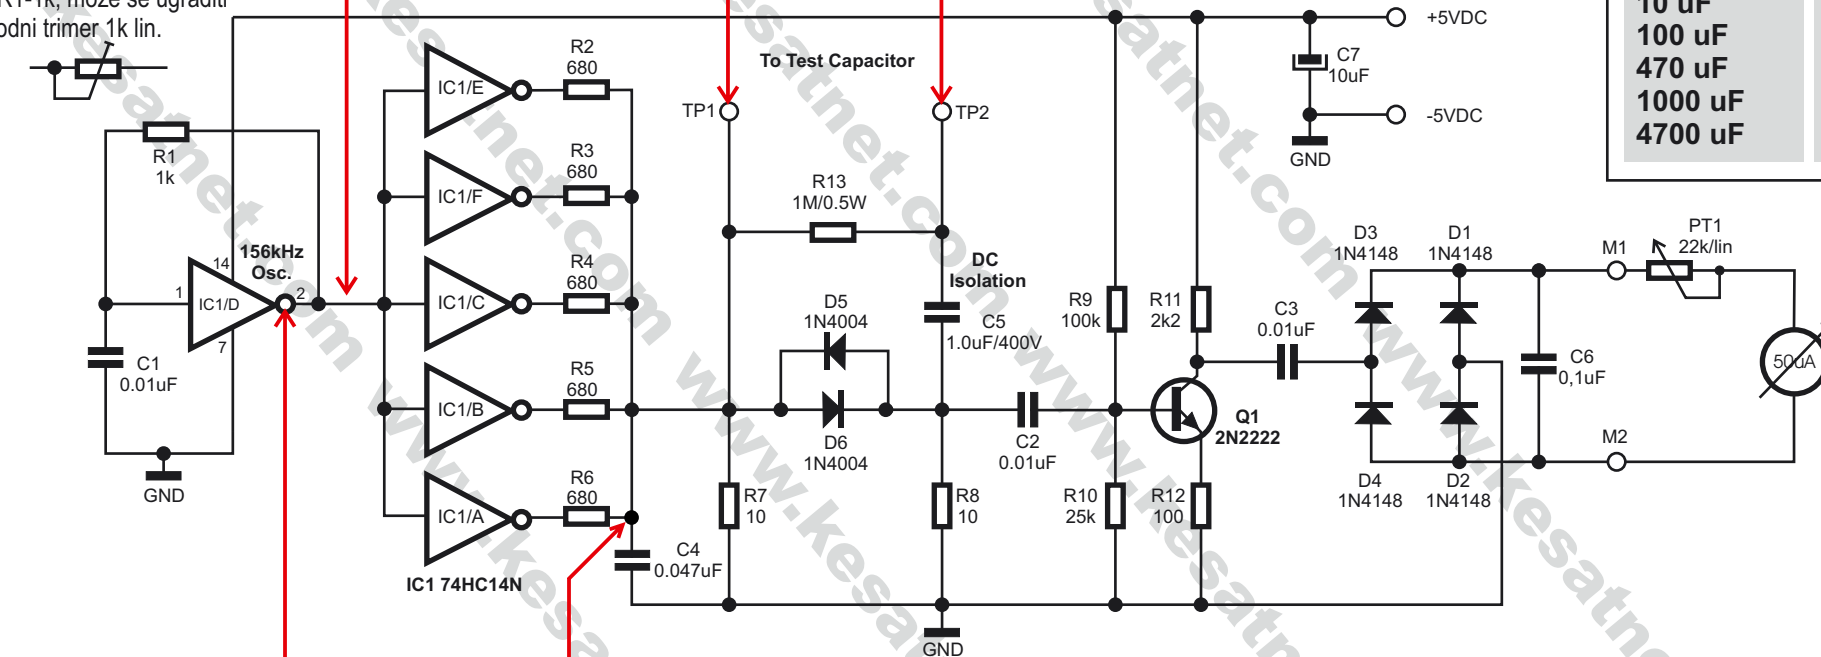 R1-1k, može se ugraditi
odni trimer 1k lin.
R1
1k
156kHz
Osc.
14
1
IC1/D
2
7
C1
0.01uF
GND
IC1/E
R2
680
IC1/F
R3
680
IC1/C
R4
680
IC1/B
R5
680
IC1/A
R6
680
IC1 74HC14N
C4
0.047uF
To Test Capacitor
TP1
TP2
R13
1M/0.5W
DC
Isolation
D5
1N4004
C5
1.0uF/400V
D6
1N4004
R7
10
R8
10
GND
C2
0.01uF
R9
100k
R11
2k2
R10
25k
R12
100
Q1
2N2222
C3
0.01uF
+5VDC
C7
10uF
-5VDC
GND
D3
1N4148
D1
1N4148
D4
1N4148
D2
1N4148
C6
0,1uF
M1
M2
PT1
22k/lin
50uA
10 uF
100 uF
470 uF
1000 uF
4700 uF
www.kesatnet.com